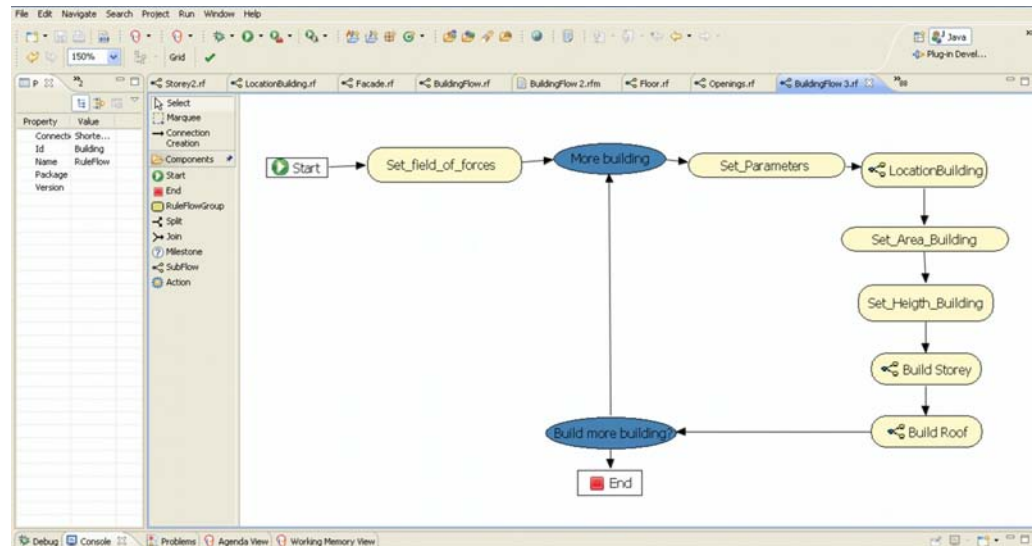 File Edit Navigate Search Project Run Window Help
150% Grid
Java
Plug-in Devel...
P
Storey2.rf LocationBuilding.rf Facade.rf BuildingFlow.rf BuildingFlow 2.rfm Floor.rf Openings.rf BuildingFlow 3.rf
Property Value
Connecti Shorte...
Id Building
Name RuleFlow
Package
Version
Select
Marquee
Connection Creation
Components
Start
End
RuleFlowGroup
Split
Join
Milestone
SubFlow
Action
Start
Set_field_of_forces
More building
Set_Parameters
LocationBuilding
Set_Area_Building
Set_Heigth_Building
Build Storey
Build more building?
Build Roof
End
Debug Console Problems Agenda View Working Memory View